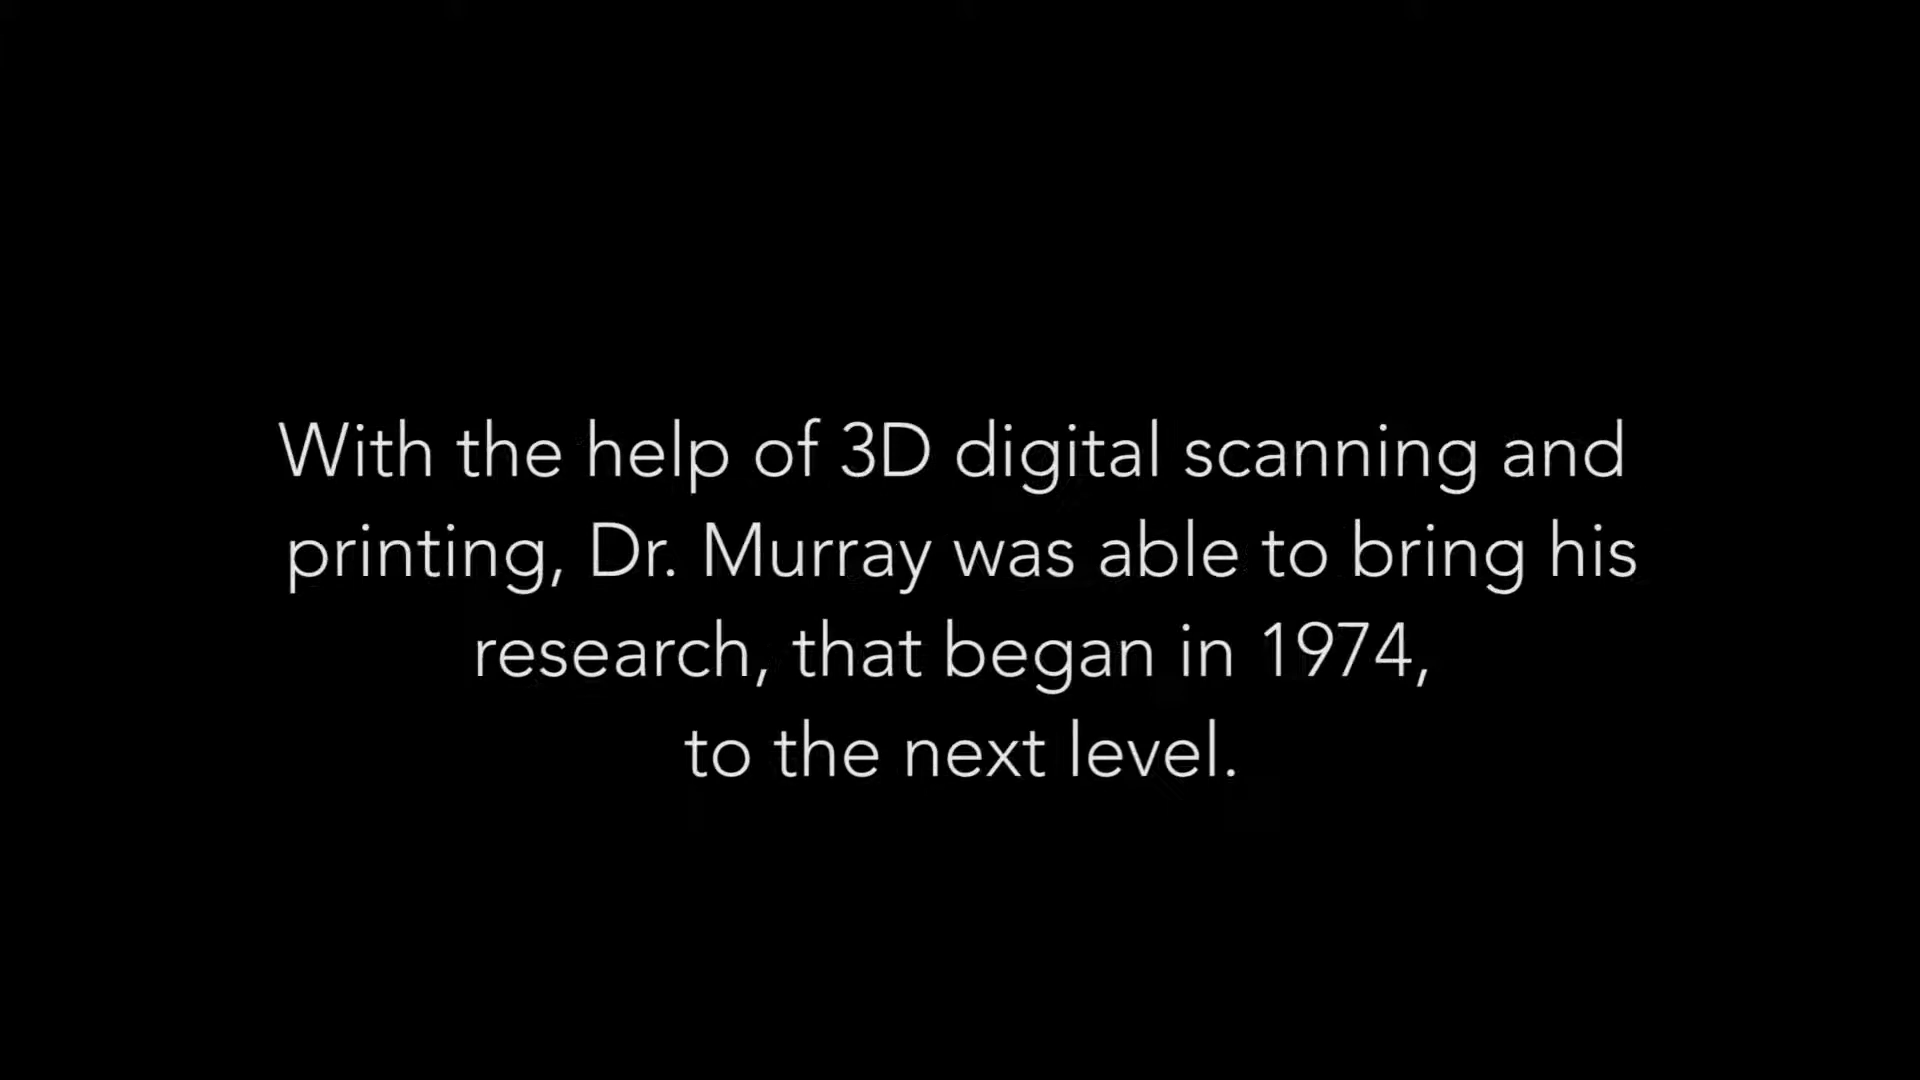 With the help of 3D digital scanning and
printing, Dr. Murray was able to bring his
research, that began in 1974,
to the next level.